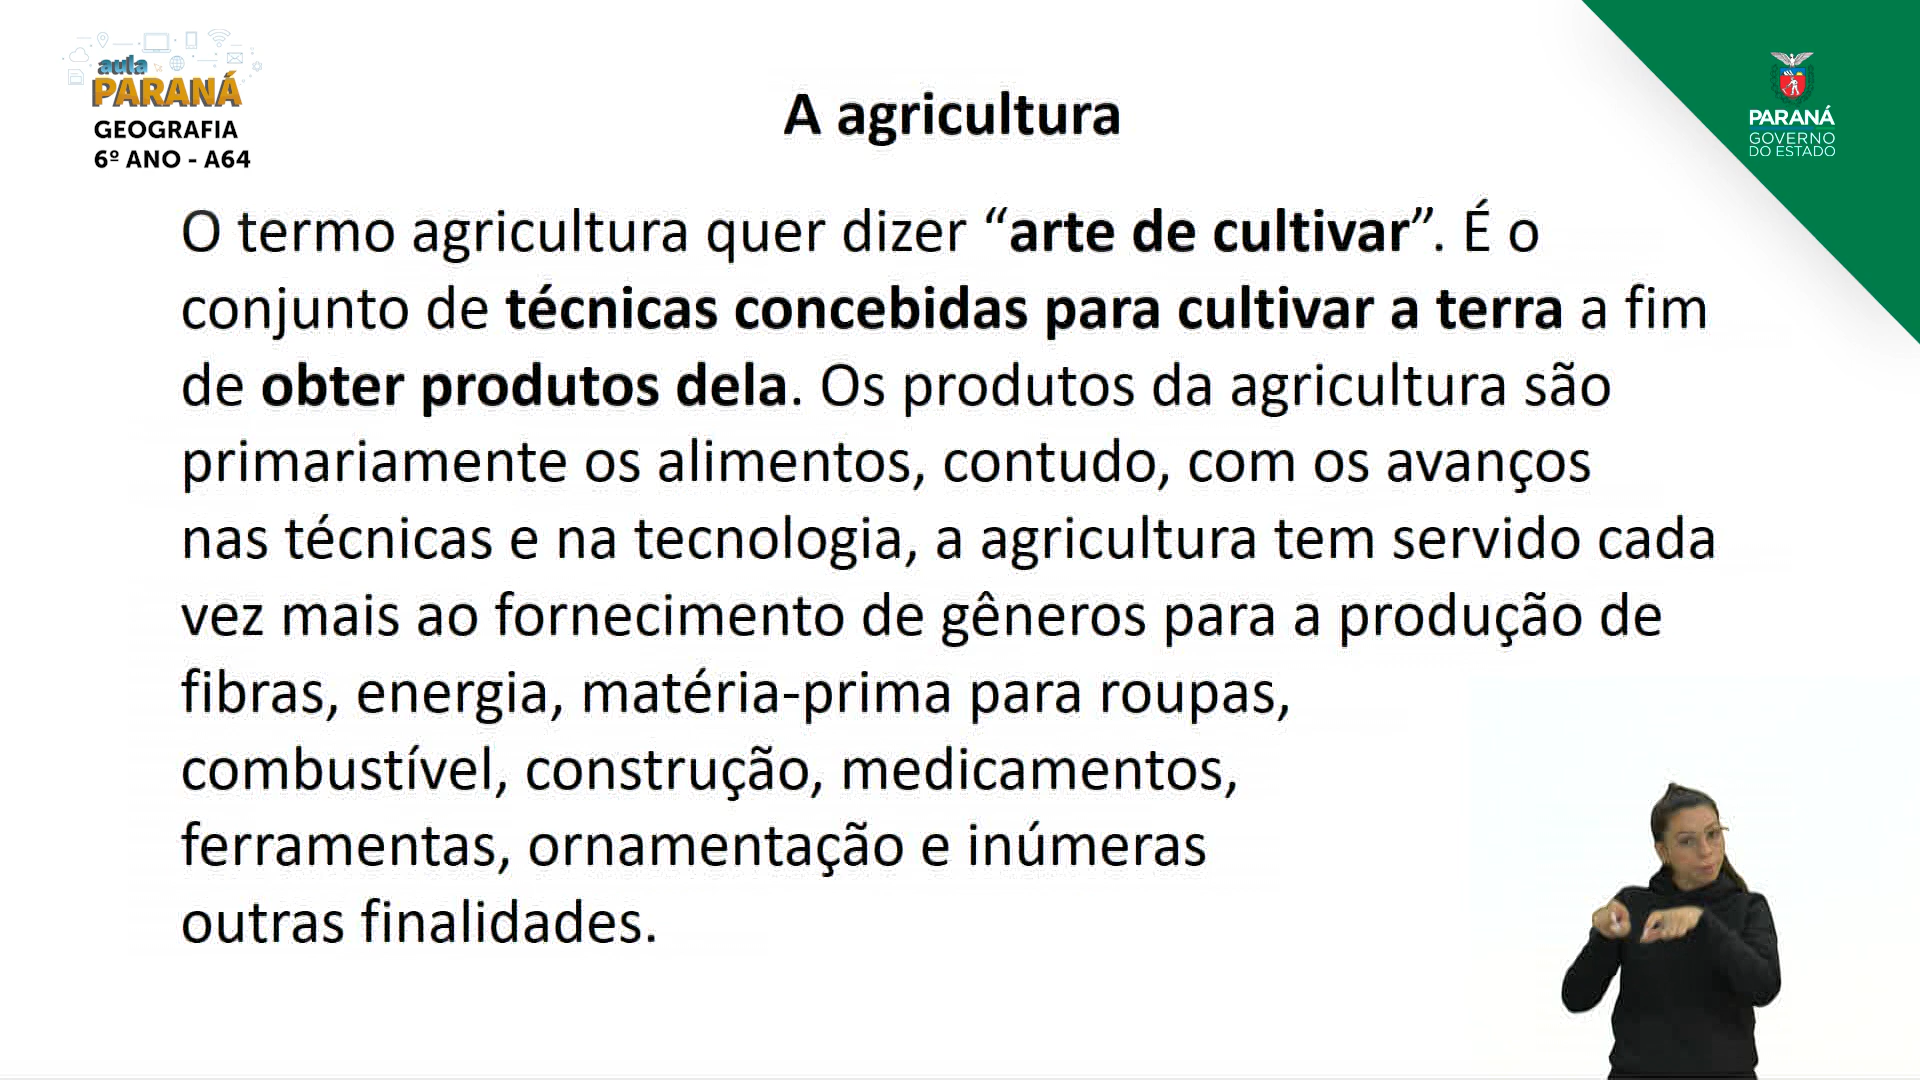 aula
PARANÁ
GEOGRAFIA
6º ANO - A64
A agricultura
PARANÁ
GOVERNO
DO ESTADO
O termo agricultura quer dizer “arte de cultivar”. É o
conjunto de técnicas concebidas para cultivar a terra a fim
de obter produtos dela. Os produtos da agricultura são
primariamente os alimentos, contudo, com os avanços
nas técnicas e na tecnologia, a agricultura tem servido cada
vez mais ao fornecimento de gêneros para a produção de
fibras, energia, matéria-prima para roupas,
combustível, construção, medicamentos,
ferramentas, ornamentação e inúmeras
outras finalidades.